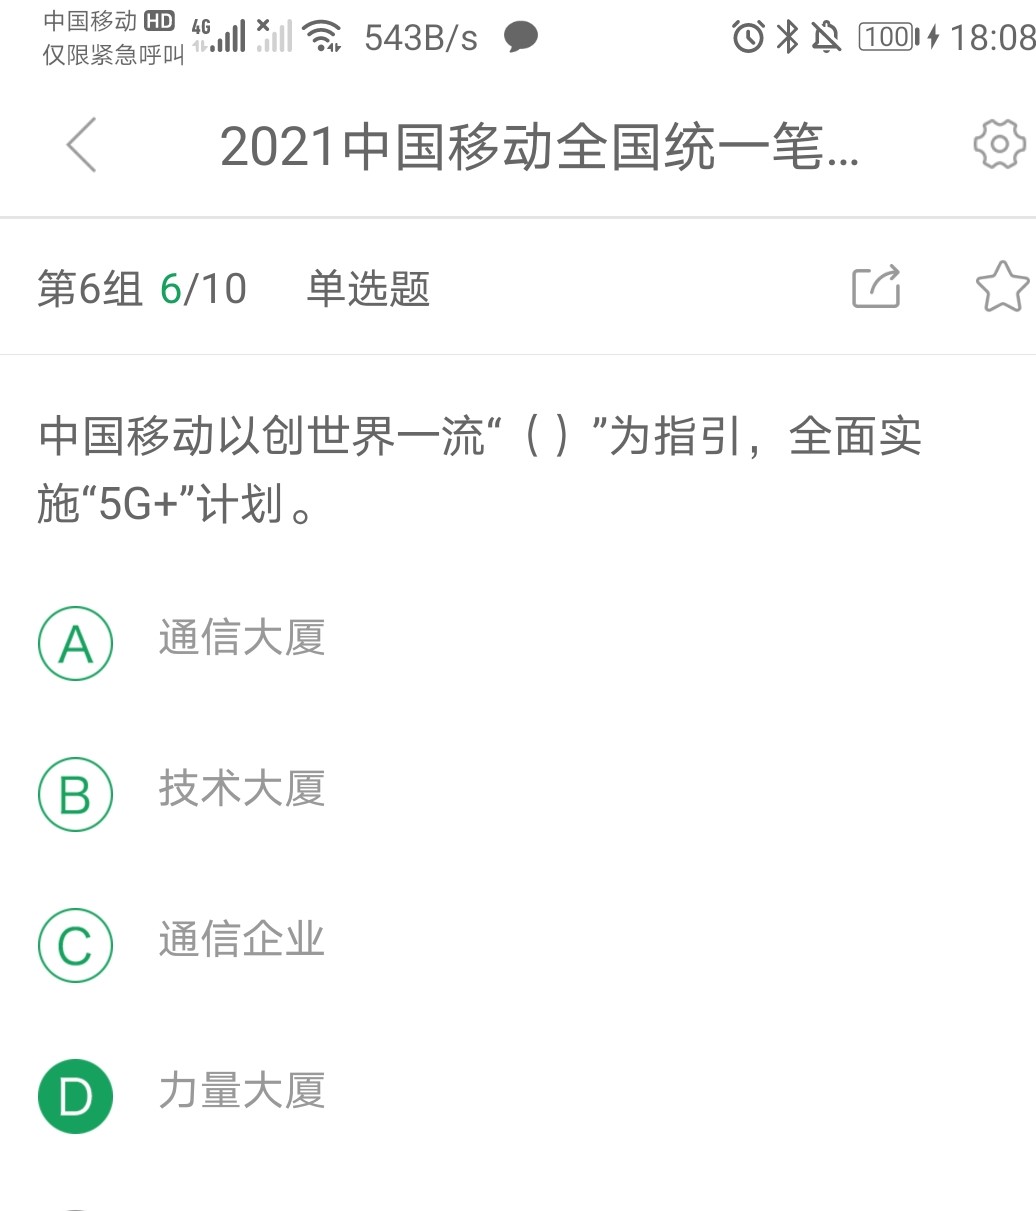 中国移动 HD 4G 543B/s 100 18:08
仅限紧急呼叫
2021中国移动全国统一笔...
第6组 6/10 单选题
中国移动以创世界一流“（）”为指引，全面实
施“5G+”计划。
A 通信大厦
B 技术大厦
C 通信企业
D 力量大厦